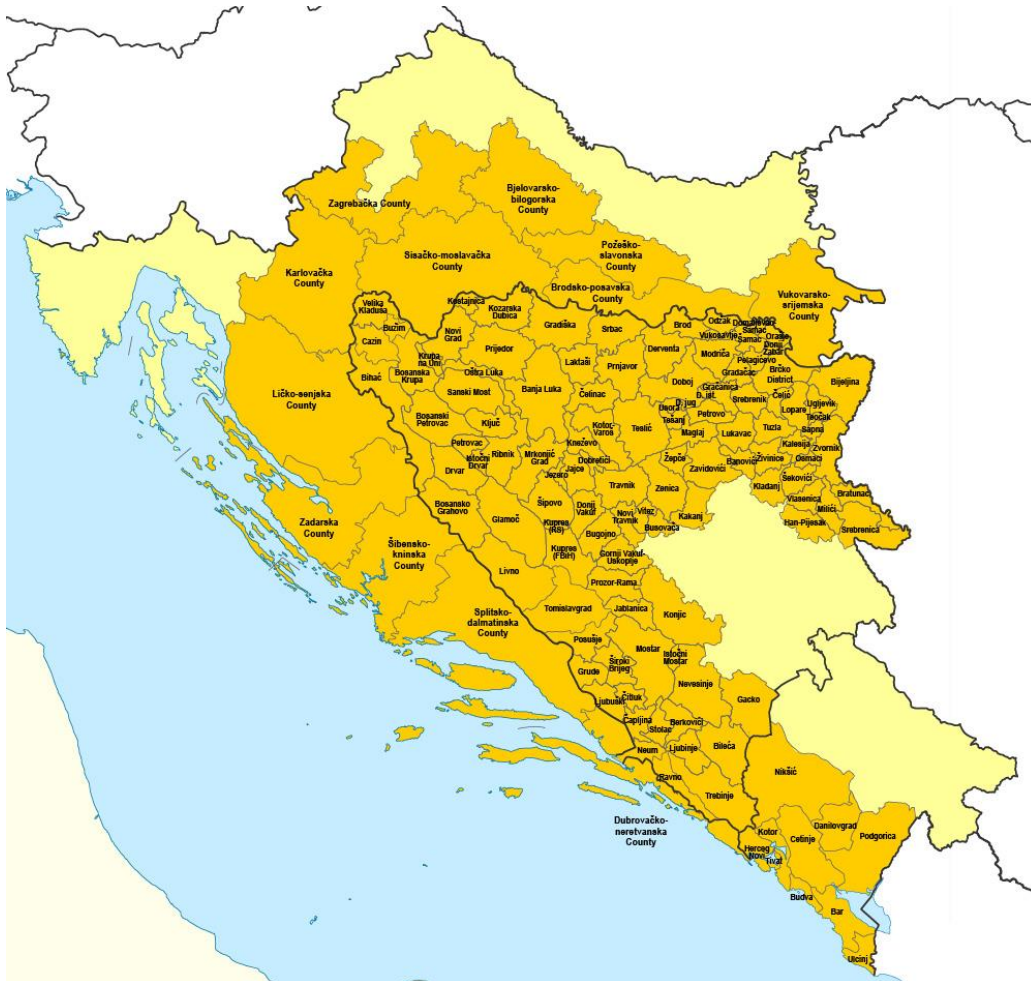 Zagrebačka County
Bjelovarsko-
bilogorska
County
Sisačko-moslavačka
County
Požeško-
slavonska
County
Karlovačka
County
Brodsko-posavska
County
Vukovarsko-
srijemska
County
Ličko-senjska
County
Zadarska
County
Šibensko-
kninska
County
Splitsko-
dalmatinska
County
Dubrovačko-
neretvanska
County
Velika
Kladuša
Bužim
Cazin
Bihać
Kostajnica
Kozarska
Dubica
Novi
Grad
Krupa
na Uni
Bosanska
Krupa
Prijedor
Oštra Luka
Sanski Most
Gradiška
Srbac
Laktaši
Prnjavor
Banja Luka
Čelinac
Brod
Derventa
Odžak
Vukosavlje
Modriča
Samac
Šamac
Orašje
Donji
Žabar
Pelagićevo
Gradačac
Brčko
District
Bijeljina
Doboj
Gračanica
D. ist.
D. jug
Srebrenik
Čelić
Lopare
Ugljevik
Teočak
Sapna
Usora
Tešanj
Petrovo
Maglaj
Lukavac
Tuzla
Kalesija
Zvornik
Osmaci
Banovići
Živinice
Bosanski
Petrovac
Ključ
Petrovac
Istočni
Drvar
Drvar
Ribnik
Mrkonjić
Grad
Jezero
Jajce
Kneževo
Dobretići
Kotor-
Varoš
Teslić
Žepče
Zavidovići
Kladanj
Šekovići
Vlasenica
Milići
Bratunac
Han-Pijesak
Srebrenica
Bosansko
Grahovo
Glamoč
Šipovo
Donji
Vakuf
Travnik
Novi
Travnik
Vitez
Zenica
Busovača
Kakanj
Kupres
(RS)
Bugojno
Kupres
(FBiH)
Gornji Vakuf-
Uskoplje
Livno
Prozor-Rama
Tomislavgrad
Jablanica
Konjic
Posušje
Mostar
Istočni
Mostar
Široki
Brijeg
Grude
Nevesinje
Gacko
Ljubuški
Čitluk
Čapljina
Stolac
Berkovići
Neum
Ljubinje
Bileća
Ravno
Trebinje
Nikšić
Danilovgrad
Podgorica
Kotor
Cetinje
Herceg
Novi
Tivat
Budva
Bar
Ulcinj